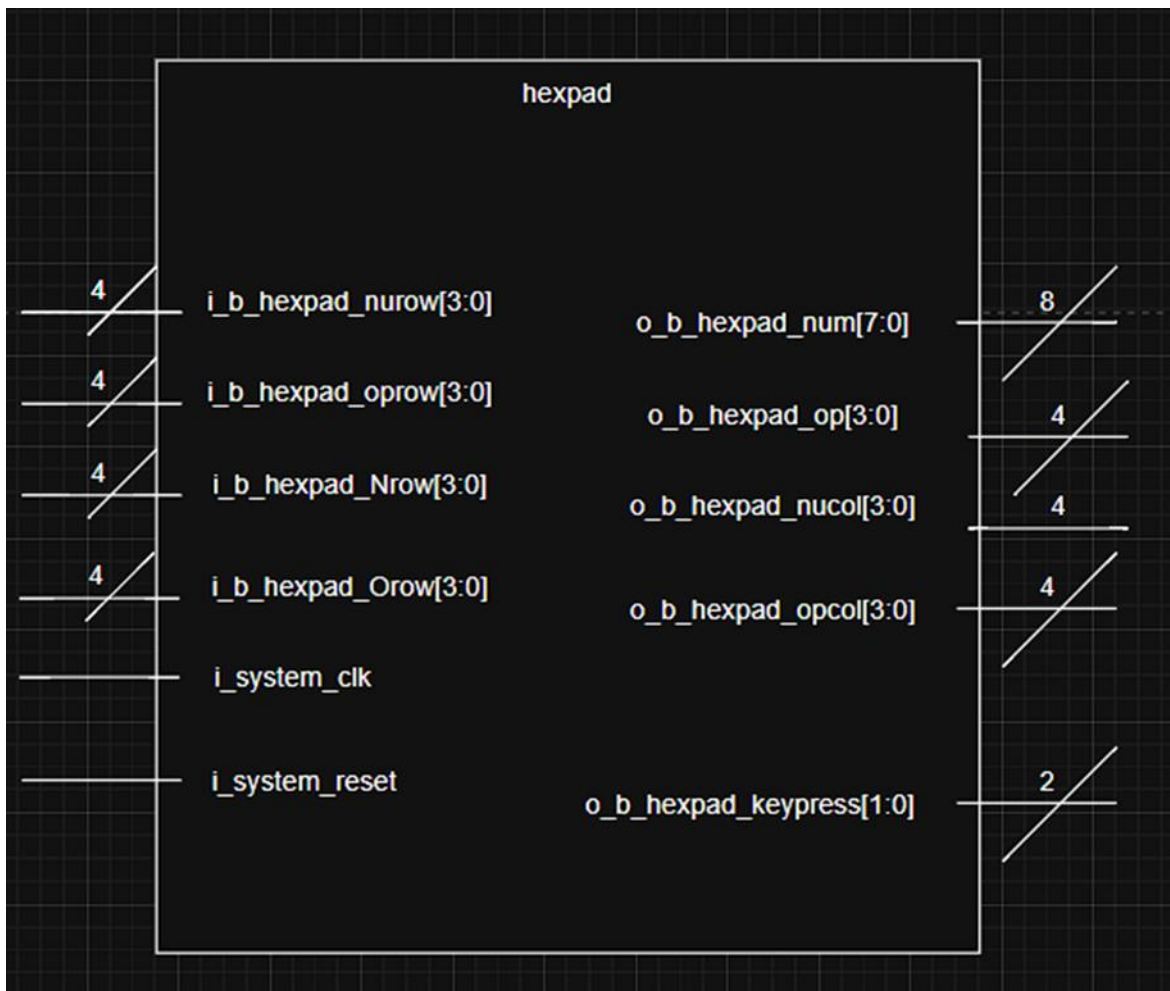 hexpad
4
i_b_hexpad_nurow[3:0]
8
o_b_hexpad_num[7:0]
4
i_b_hexpad_oprow[3:0]
4
o_b_hexpad_op[3:0]
4
i_b_hexpad_Nrow[3:0]
4
o_b_hexpad_nucol[3:0]
4
i_b_hexpad_Orow[3:0]
4
o_b_hexpad_opcol[3:0]
i_system_clk
i_system_reset
2
o_b_hexpad_keypress[1:0]